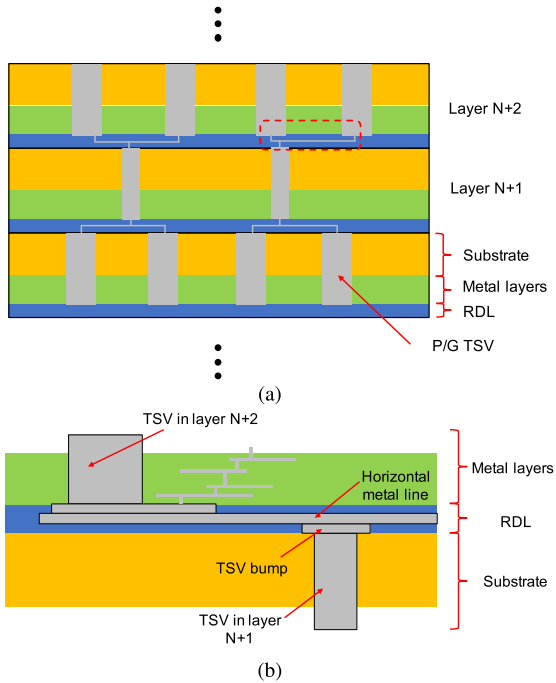 Layer N+2
Layer N+1
Substrate
Metal layers
RDL
P/G TSV
(a)
TSV in layer N+2
Metal layers
Horizontal
metal line
RDL
TSV bump
Substrate
TSV in layer
N+1
(b)